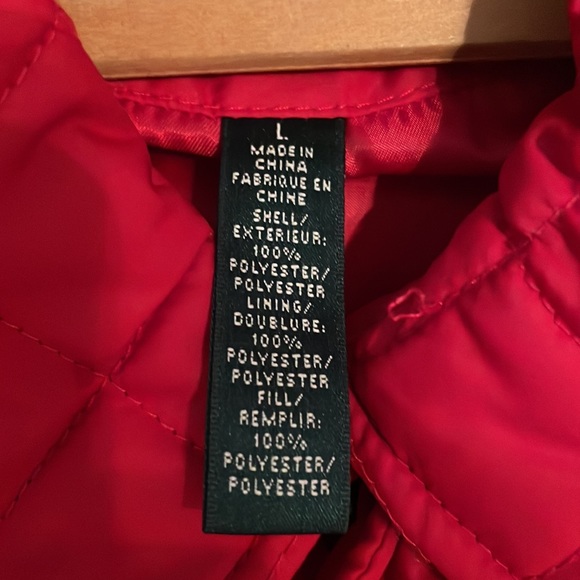 L
MADE IN
CHINA
FABRIQUE EN
CHINE
SHELL/
EXTERIEUR:
100%
POLYESTER/
POLYESTER
LINING/
DOUBLURE:
100%
POLYESTER/
POLYESTER
FILL/
REMPLIR:
100%
POLYESTER/
POLYESTER